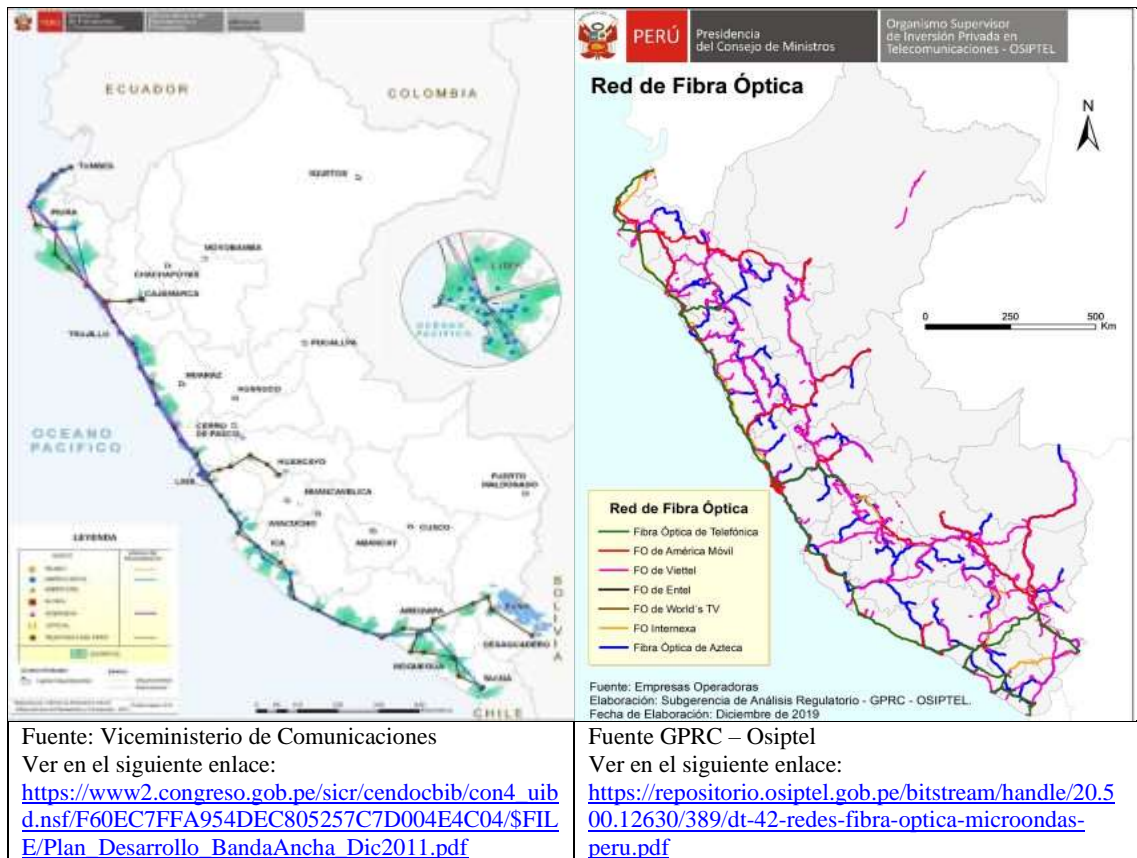 PERÚ
ECUADOR
COLOMBIA
TUMBES
IQUITOS
PIURA
MOYOBAMBA
CHACHAPOYAS
CAJAMARCA
LIMA
OCEANO
PACIFICO
TRUJILLO
PUCALLPA
HUARAZ
HUANUCO
OCEANO
PACIFICO
CERRO
DE PASCO
HUANCAYO
LIMA
PUERTO
MALDONADO
HUANCAVELICA
AYACUCHO
CUSCO
ICA
ABANCAY
LEYENDA
AREQUIPA
PUNO
BOLIVIA
DESAGUADERO
MOQUEGUA
TACNA
CHILE
PERÚ
Presidencia
del Consejo de Ministros
Organismo Supervisor
de Inversión Privada en
Telecomunicaciones - OSIPTEL
Red de Fibra Óptica
N
0 250 500
Km
Red de Fibra Óptica
Fibra Óptica de Telefónica
FO de América Móvil
FO de Viettel
FO de Entel
FO de World´s TV
FO Internexa
Fibra Óptica de Azteca
Fuente: Empresas Operadoras
Elaboración: Subgerencia de Análisis Regulatorio - GPRC - OSIPTEL.
Fecha de Elaboración: Diciembre de 2019
Fuente: Viceministerio de Comunicaciones
Ver en el siguiente enlace:
https://www2.congreso.gob.pe/sicr/cendocbib/con4_uib
d.nsf/F60EC7FFA954DEC805257C7D004E4C04/$FIL
E/Plan_Desarrollo_BandaAncha_Dic2011.pdf
Fuente GPRC – Osiptel
Ver en el siguiente enlace:
https://repositorio.osiptel.gob.pe/bitstream/handle/20.5
00.12630/389/dt-42-redes-fibra-optica-microondas-
peru.pdf